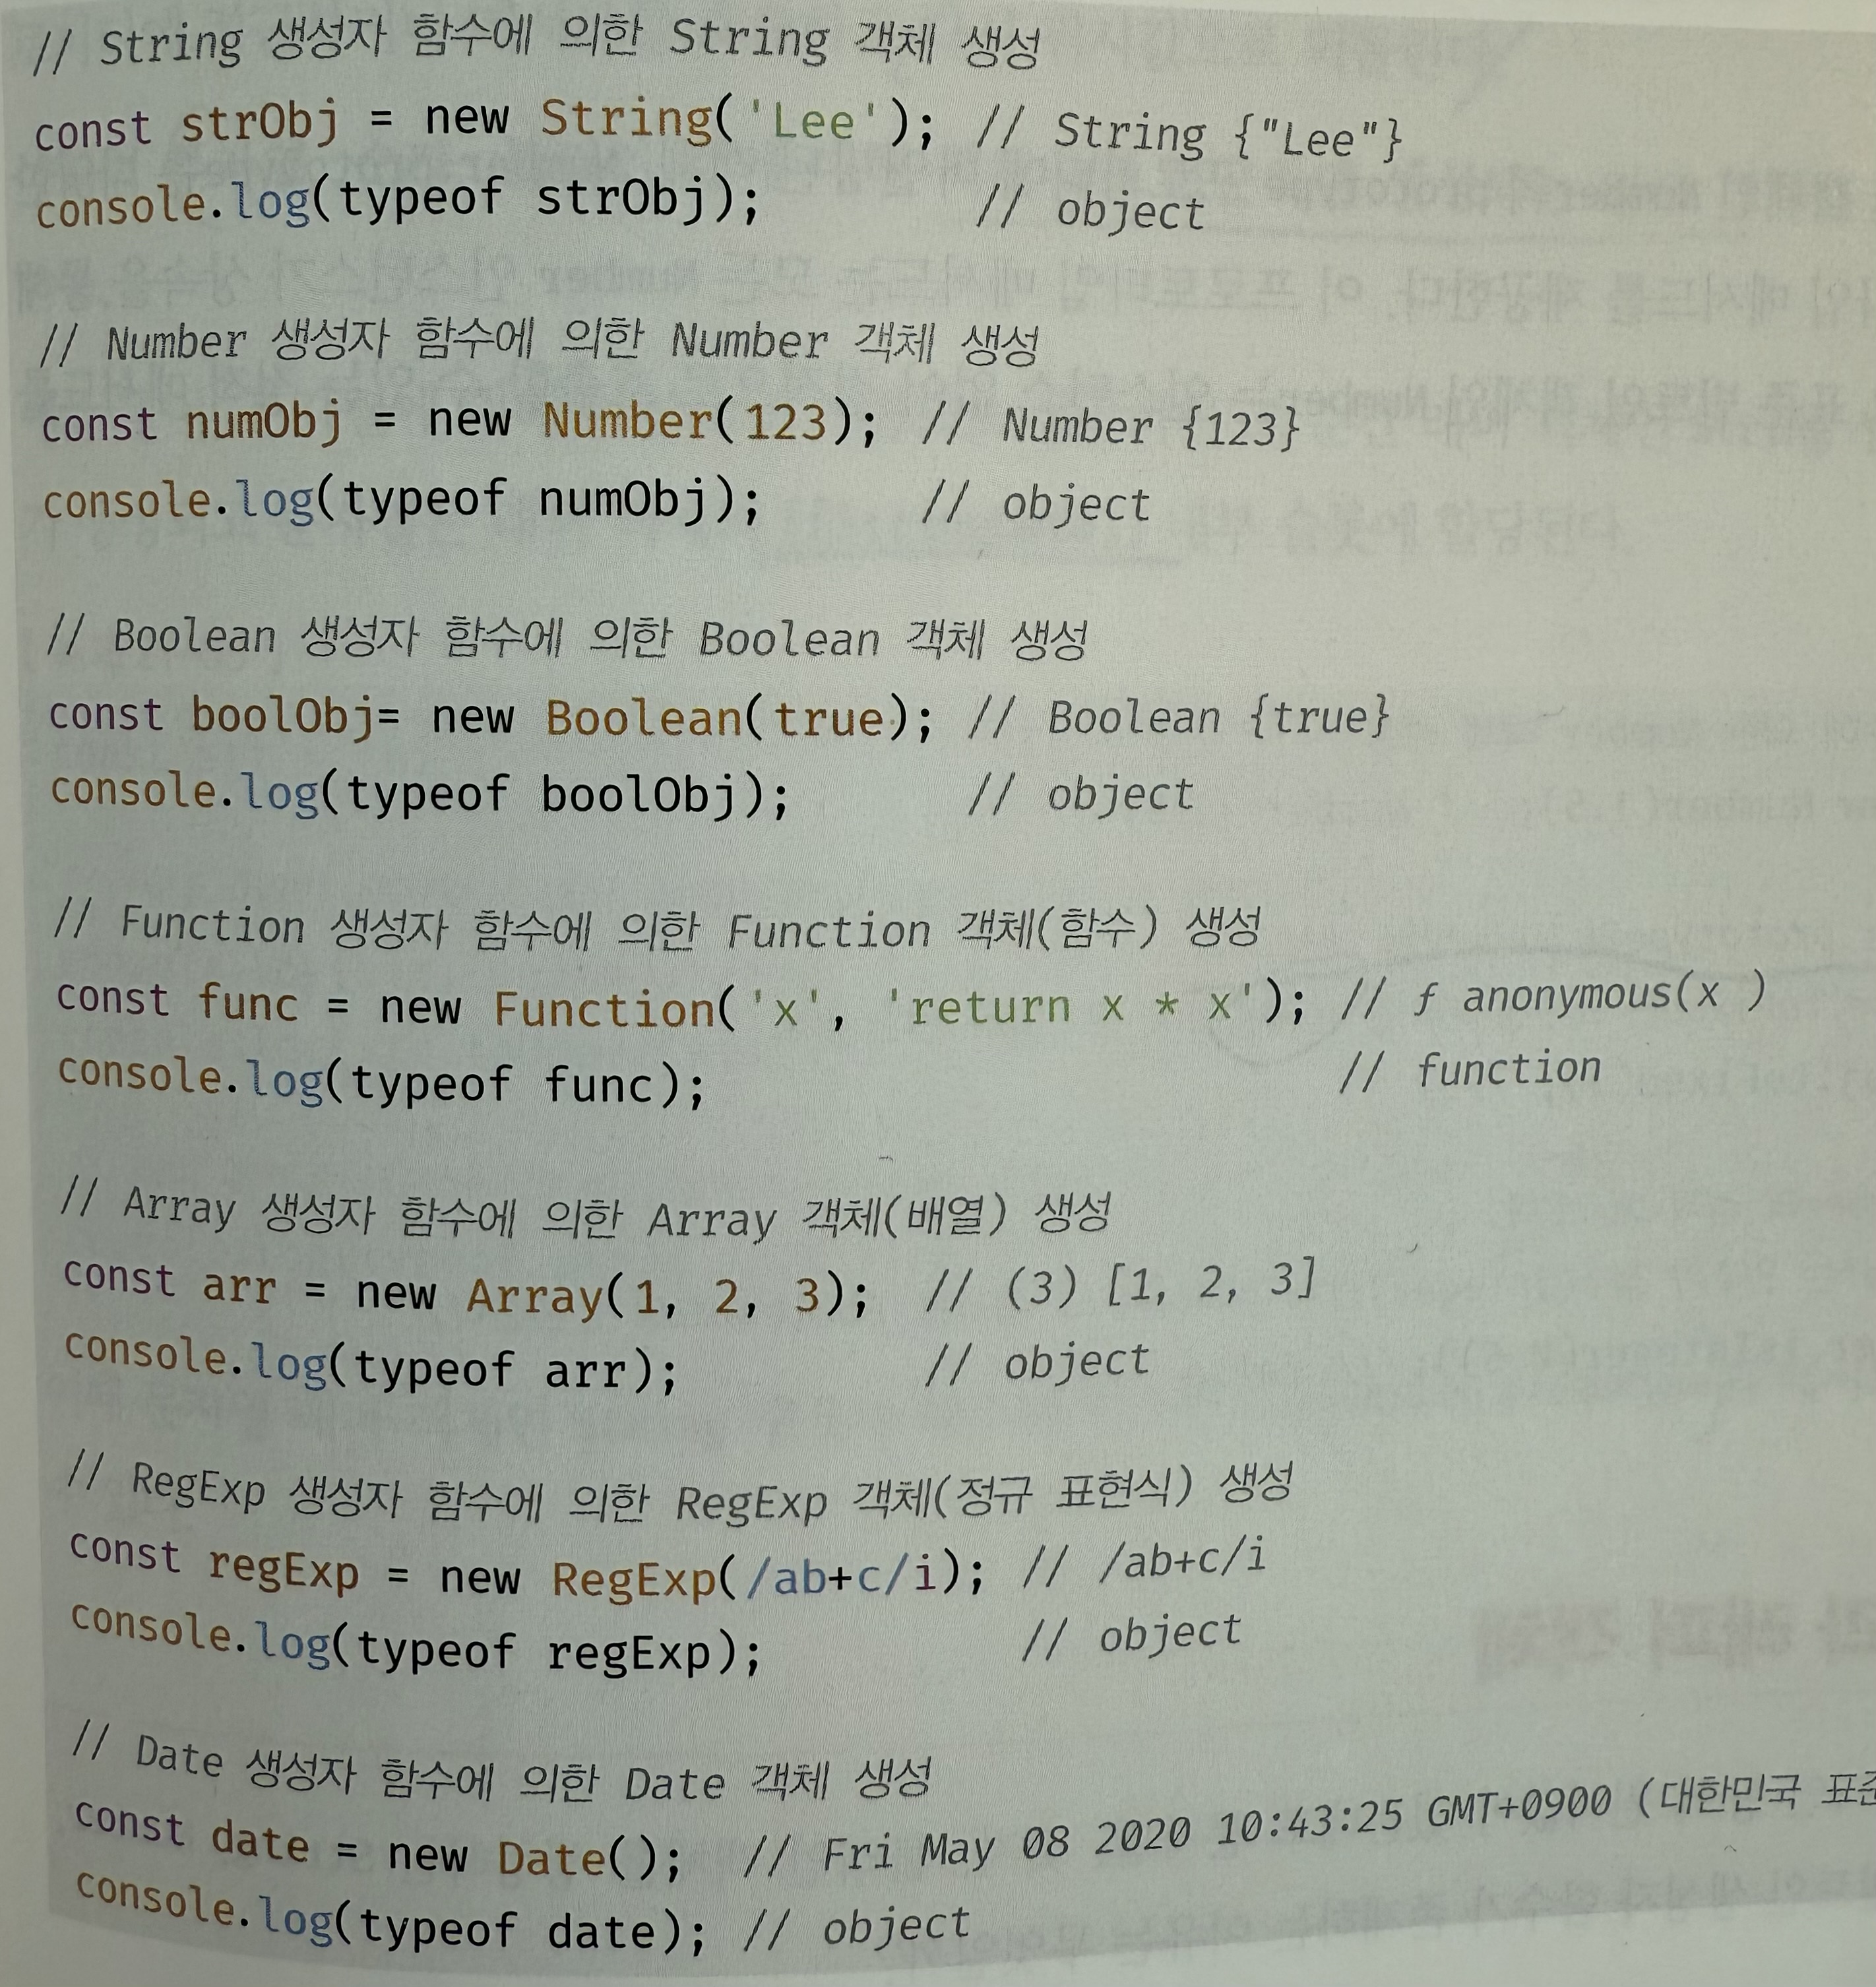 // String 생성자 함수에 의한 String 객체 생성
const strObj = new String('Lee'); // String {"Lee"}
console.log(typeof strObj); // object
// Number 생성자 함수에 의한 Number 객체 생성
const numObj = new Number(123); // Number {123}
console.log(typeof numObj); // object
// Boolean 생성자 함수에 의한 Boolean 객체 생성
const boolObj= new Boolean(true); // Boolean {true}
console.log(typeof boolObj); // object
// Function 생성자 함수에 의한 Function 객체(함수) 생성
const func = new Function('x', 'return x * x'); // ƒ anonymous(x )
console.log(typeof func); // function
// Array 생성자 함수에 의한 Array 객체(배열) 생성
const arr = new Array(1, 2, 3); // (3) [1, 2, 3]
console.log(typeof arr); // object
// RegExp 생성자 함수에 의한 RegExp 객체(정규 표현식) 생성
const regExp = new RegExp(/ab+c/i); // /ab+c/i
console.log(typeof regExp); // object
// Date 생성자 함수에 의한 Date 객체 생성
const date = new Date(); // Fri May 08 2020 10:43:25 GMT+0900 (대한민국
console.log(typeof date); // object